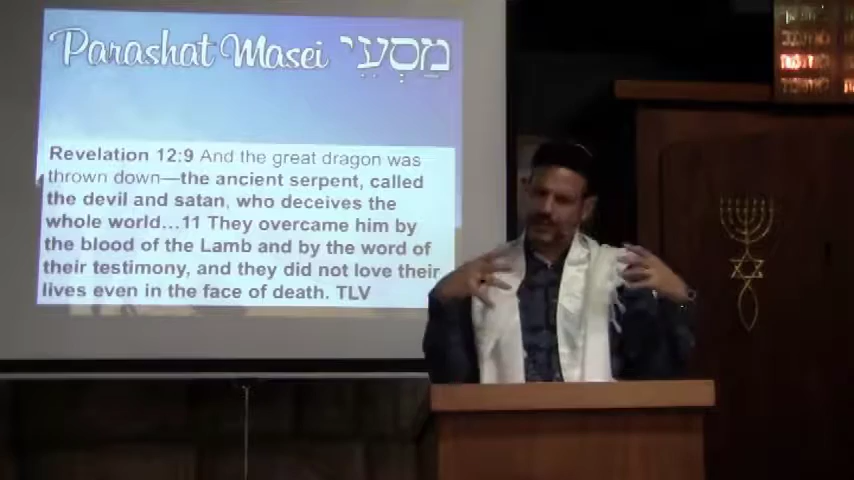 Parashat Masei מַסְעֵי
Revelation 12:9 And the great dragon was
thrown down—the ancient serpent, called
the devil and satan, who deceives the
whole world...11 They overcame him by
the blood of the Lamb and by the word of
their testimony, and they did not love their
lives even in the face of death. TLV